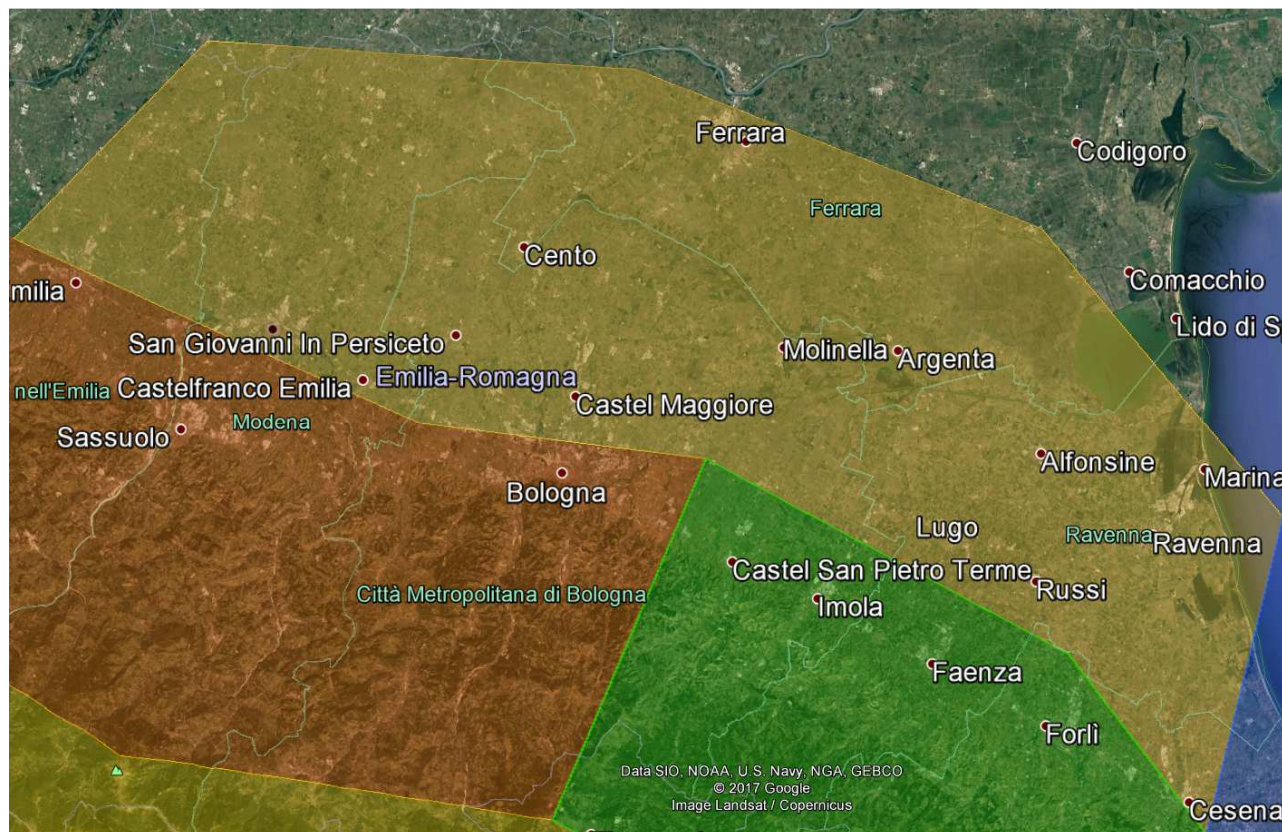 Ferrara
Codigoro
Ferrara
Cento
Comacchio
milia
Lido di Sp
San Giovanni In Persiceto
Molinella
Argenta
nell'Emilia
Castelfranco Emilia
Emilia-Romagna
Castel Maggiore
Modena
Sassuolo
Alfonsine
Marina
Bologna
Lugo
Ravenna
Ravenna
Castel San Pietro Terme
Russi
Città Metropolitana di Bologna
Imola
Faenza
Forlì
Data SIO, NOAA, U.S. Navy, NGA, GEBCO
© 2017 Google
Image Landsat / Copernicus
Cesena